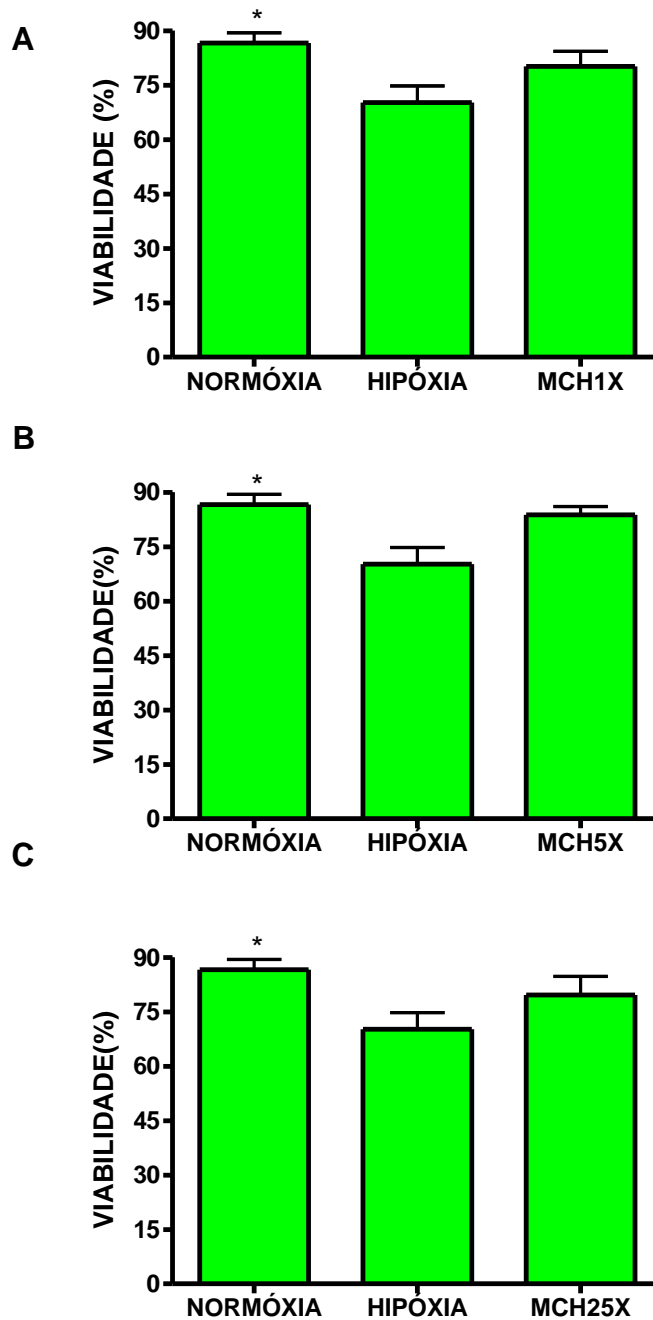 A
VIABILIDADE (%)
90
75
60
45
30
15
0
*
NORMÓXIA HIPÓXIA MCH1X
B
VIABILIDADE(%)
90
75
60
45
30
15
0
*
NORMÓXIA HIPÓXIA MCH5X
C
VIABILIDADE(%)
90
75
60
45
30
15
0
*
NORMÓXIA HIPÓXIA MCH25X